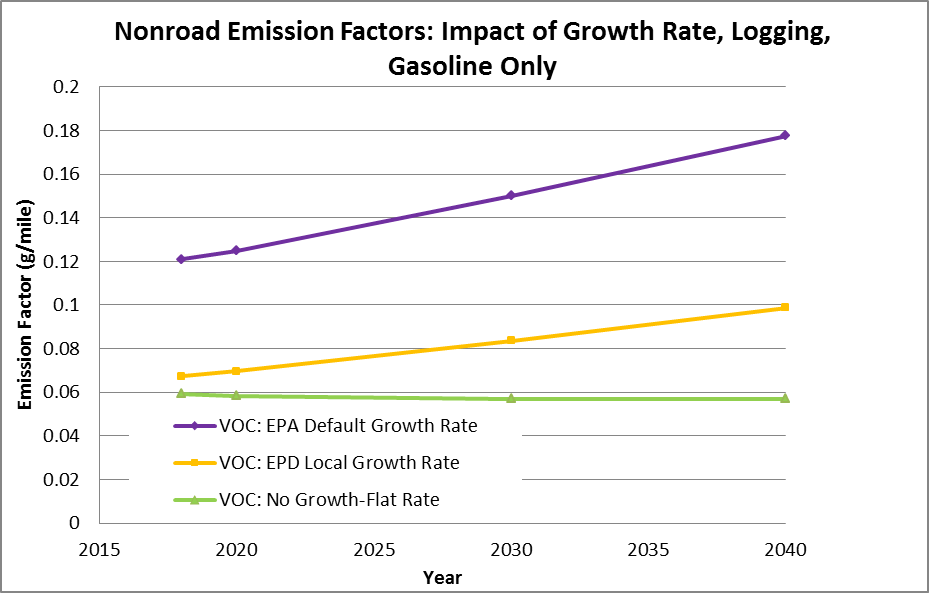 Nonroad Emission Factors: Impact of Growth Rate, Logging,
Gasoline Only
0.2
0.18
0.16
0.14
0.12
0.1
0.08
0.06
0.04
0.02
0
Emission Factor (g/mile)
VOC: EPA Default Growth Rate
VOC: EPD Local Growth Rate
VOC: No Growth-Flat Rate
2015 2020 2025 2030 2035 2040
Year